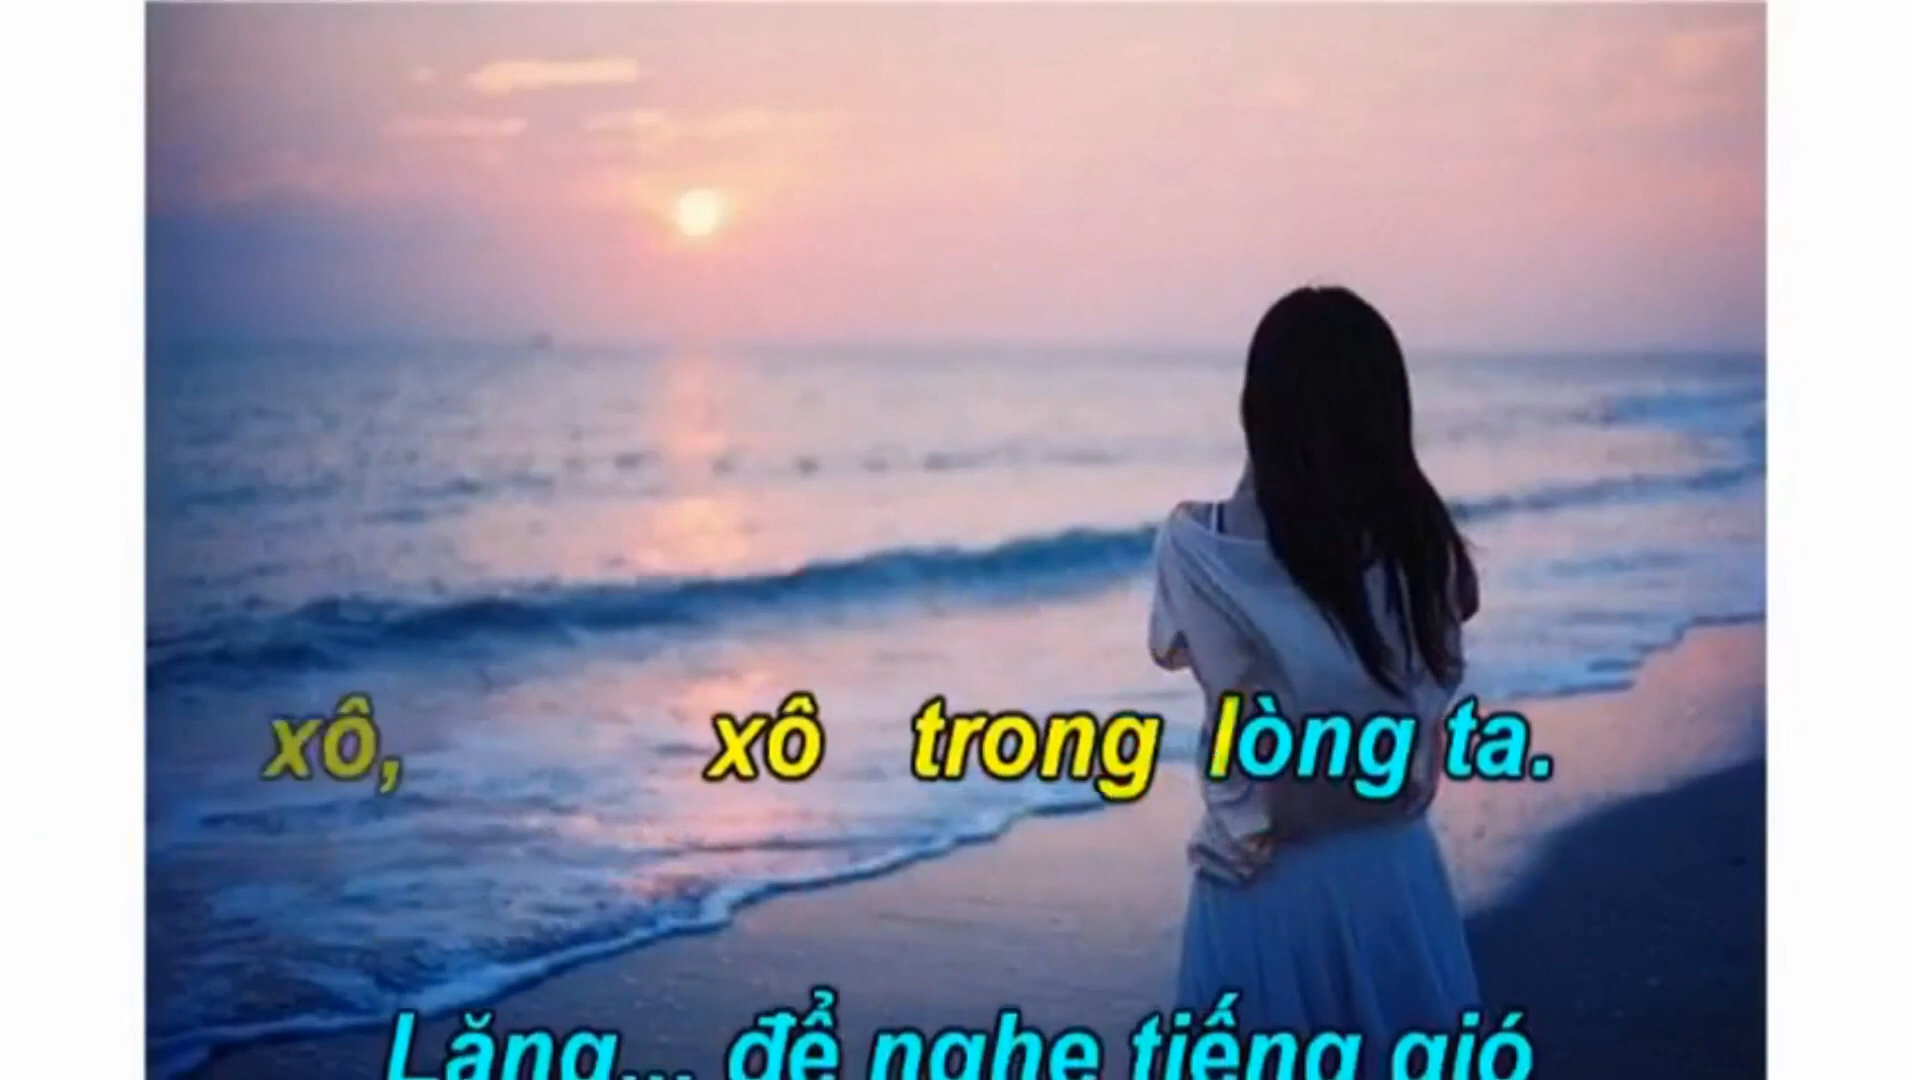 xô, xô trong lòng ta.
Lặng... để nghe tiếng gió